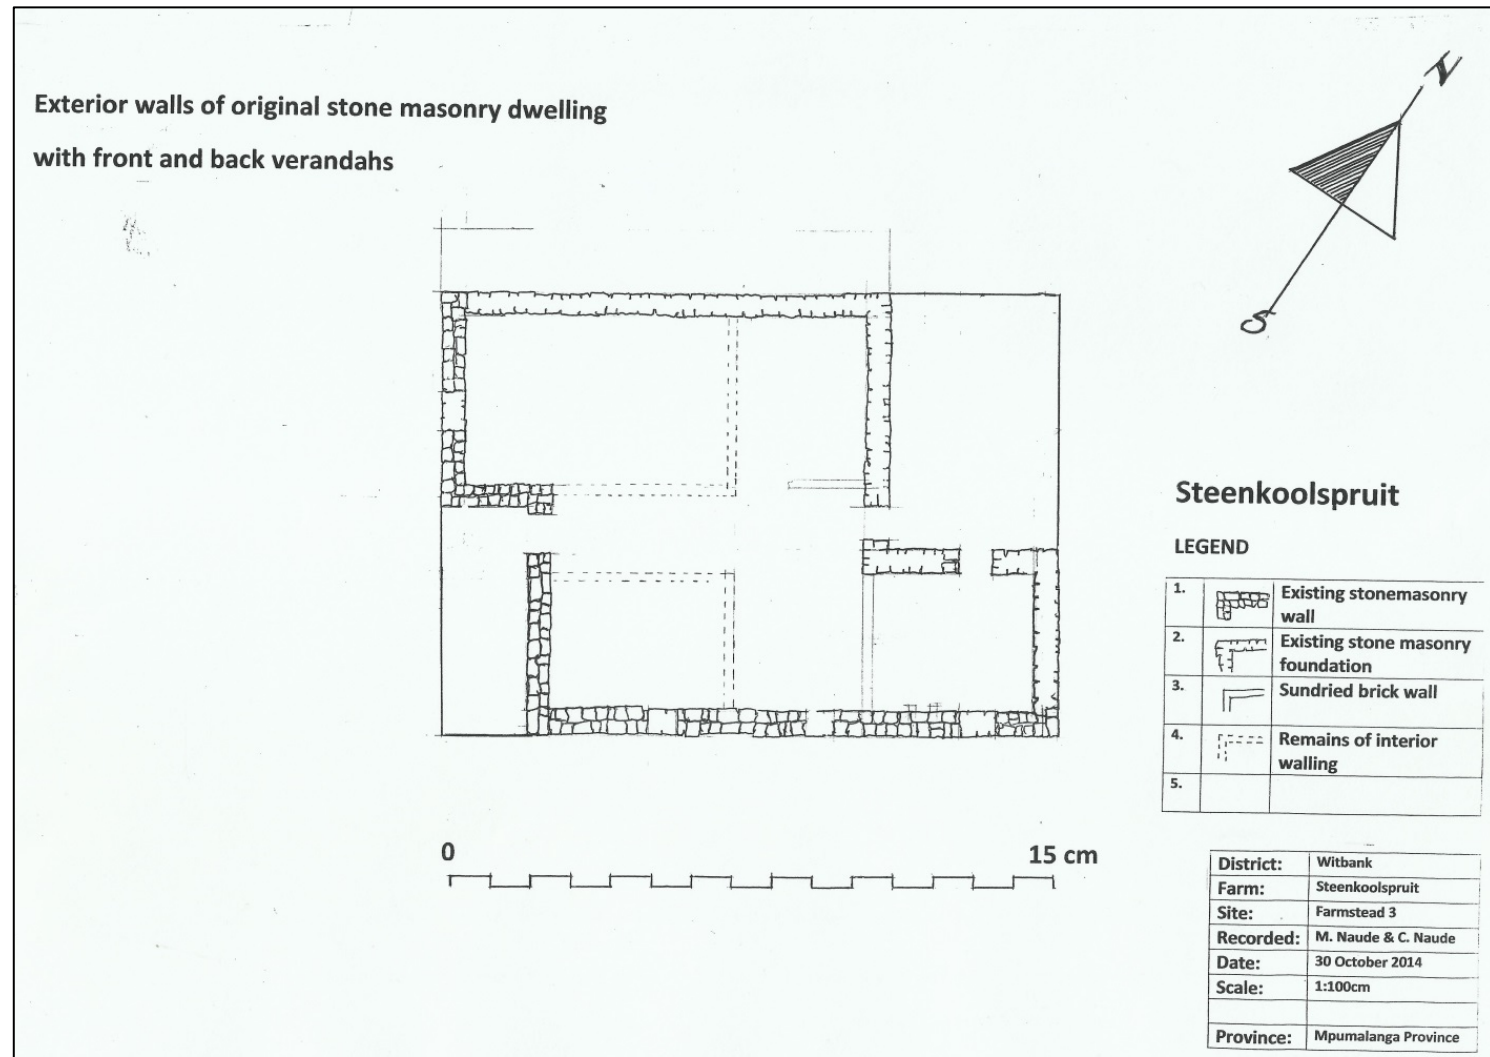 Exterior walls of original stone masonry dwelling
with front and back verandahs
N
S
Steenkoolspruit
LEGEND
1. Existing stonemasonry
wall
2. Existing stone masonry
foundation
3. Sundried brick wall
4. Remains of interior
walling
5.
0 15 cm
District: Witbank
Farm: Steenkoolspruit
Site: Farmstead 3
Recorded: M. Naude & C. Naude
Date: 30 October 2014
Scale: 1:100cm
Province: Mpumalanga Province